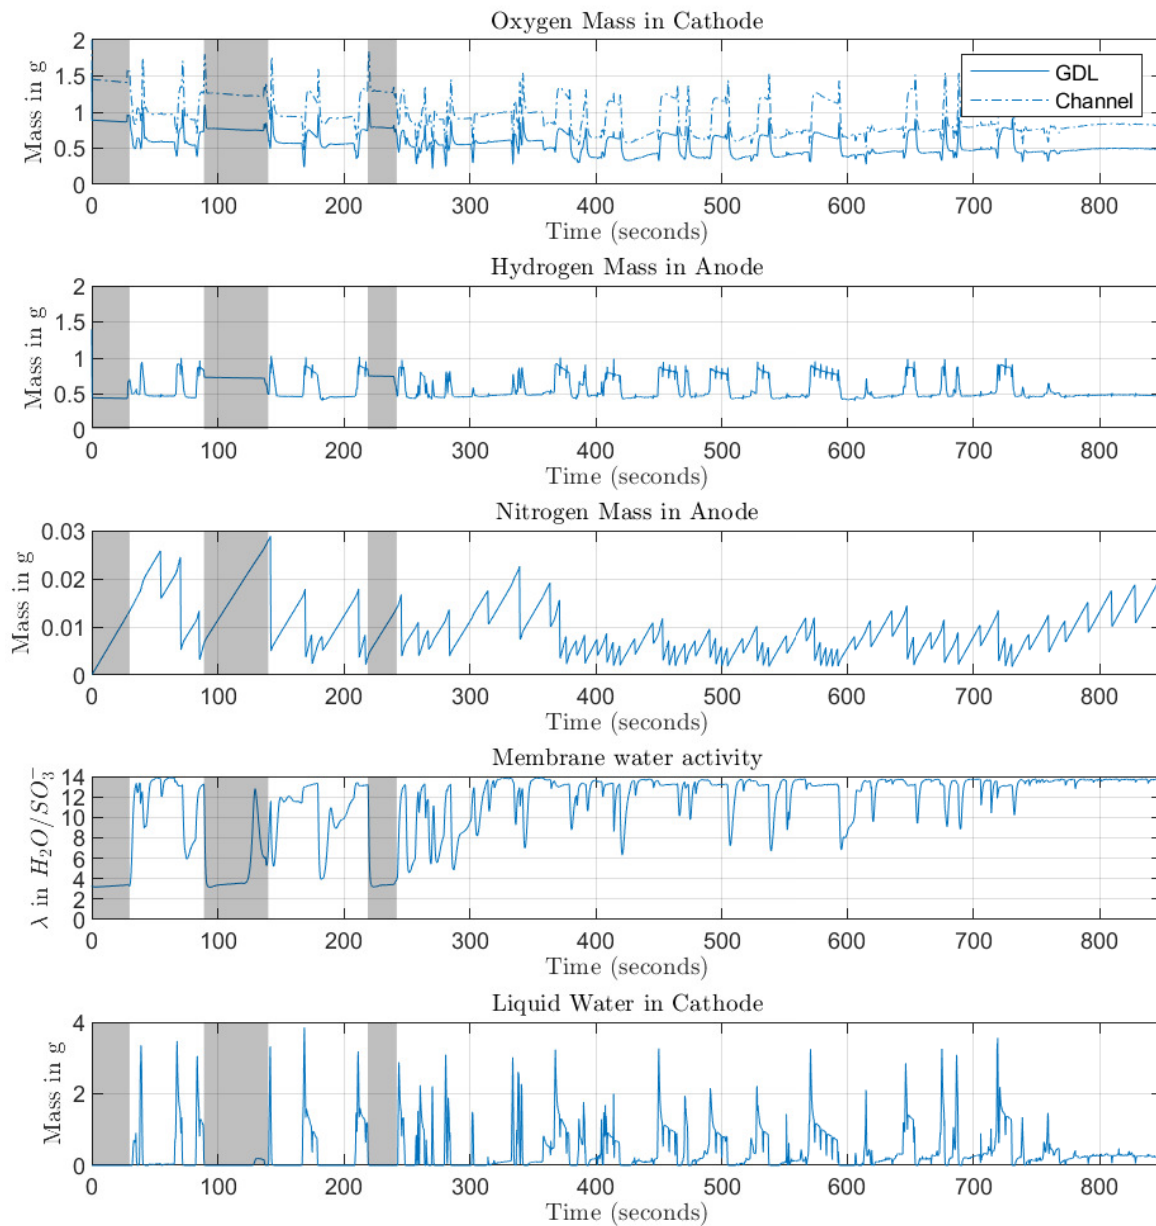 Oxygen Mass in Cathode
Mass in g
2
1.5
1
0.5
0
GDL
Channel
0 100 200 300 400 500 600 700 800
Time (seconds)
Hydrogen Mass in Anode
Mass in g
2
1.5
1
0.5
0
0 100 200 300 400 500 600 700 800
Time (seconds)
Nitrogen Mass in Anode
Mass in g
0.03
0.02
0.01
0
0 100 200 300 400 500 600 700 800
Time (seconds)
Membrane water activity
λ in H₂O/SO₃⁻
14
12
10
8
6
4
2
0
0 100 200 300 400 500 600 700 800
Time (seconds)
Liquid Water in Cathode
Mass in g
4
2
0
0 100 200 300 400 500 600 700 800
Time (seconds)